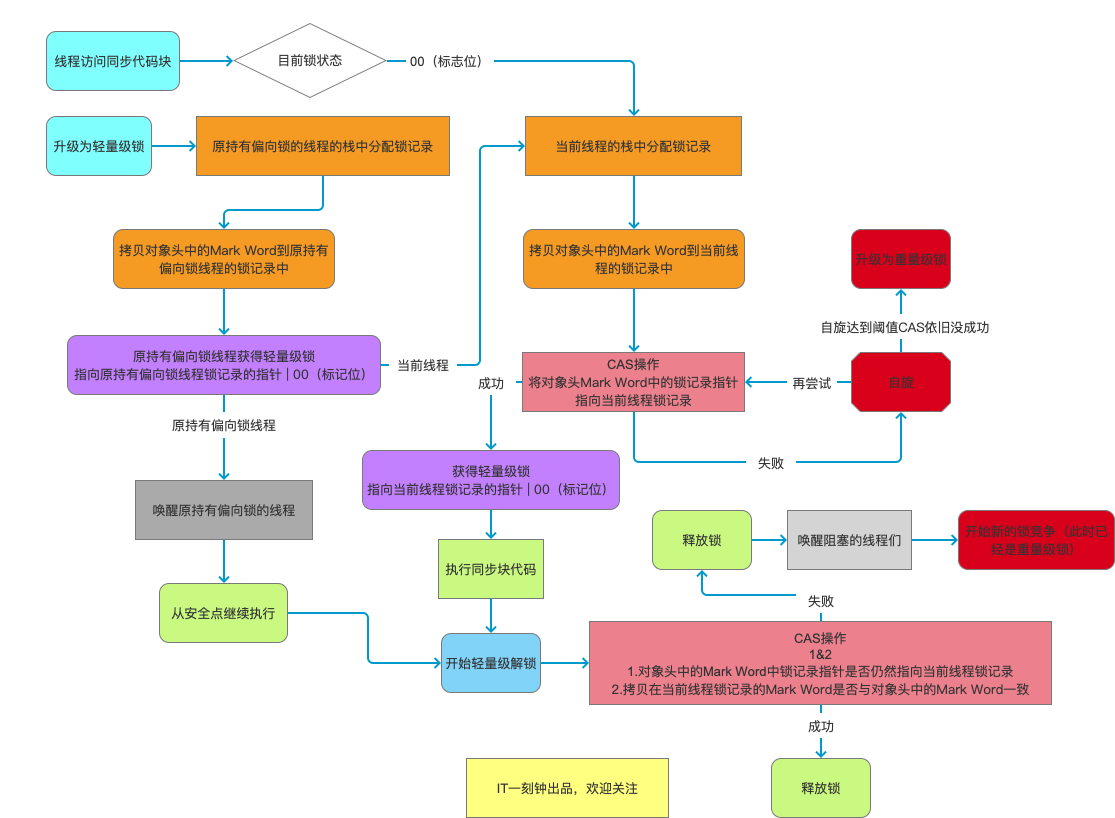 线程访问同步代码块
目前锁状态
00（标志位）
升级为轻量级锁
原持有偏向锁的线程的栈中分配锁记录
当前线程的栈中分配锁记录
拷贝对象头中的Mark Word到原持有
偏向锁线程的锁记录中
拷贝对象头中的Mark Word到当前线
程的锁记录中
升级为重量级锁
自旋达到阈值CAS依旧没成功
原持有偏向锁线程获得轻量级锁
指向原持有偏向锁线程锁记录的指针 | 00（标记位）
当前线程
成功
CAS操作
将对象头Mark Word中的锁记录指针
指向当前线程锁记录
再尝试
自旋
原持有偏向锁线程
失败
获得轻量级锁
指向当前线程锁记录的指针 | 00（标记位）
唤醒原持有偏向锁的线程
释放锁
唤醒阻塞的线程们
开始新的锁竞争（此时已
经是重量级锁）
执行同步块代码
从安全点继续执行
失败
开始轻量级解锁
CAS操作
1&2
1.对象头中的Mark Word中锁记录指针是否仍然指向当前线程锁记录
2.拷贝在当前线程锁记录的Mark Word是否与对象头中的Mark Word一致
成功
IT一刻钟出品，欢迎关注
释放锁